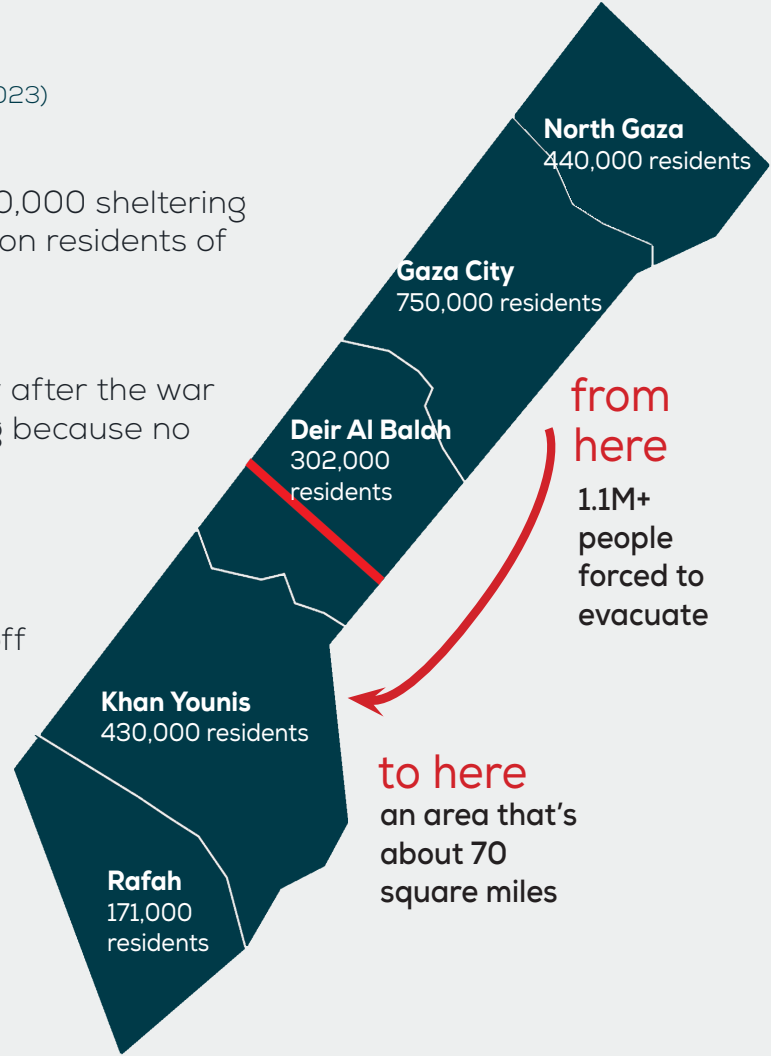 023)
0,000 sheltering
on residents of
after the war
because no
off
North Gaza
440,000 residents
Gaza City
750,000 residents
Deir Al Balah
302,000
residents
from
here
1.1M+
people
forced to
evacuate
Khan Younis
430,000 residents
to here
an area that's
about 70
square miles
Rafah
171,000
residents